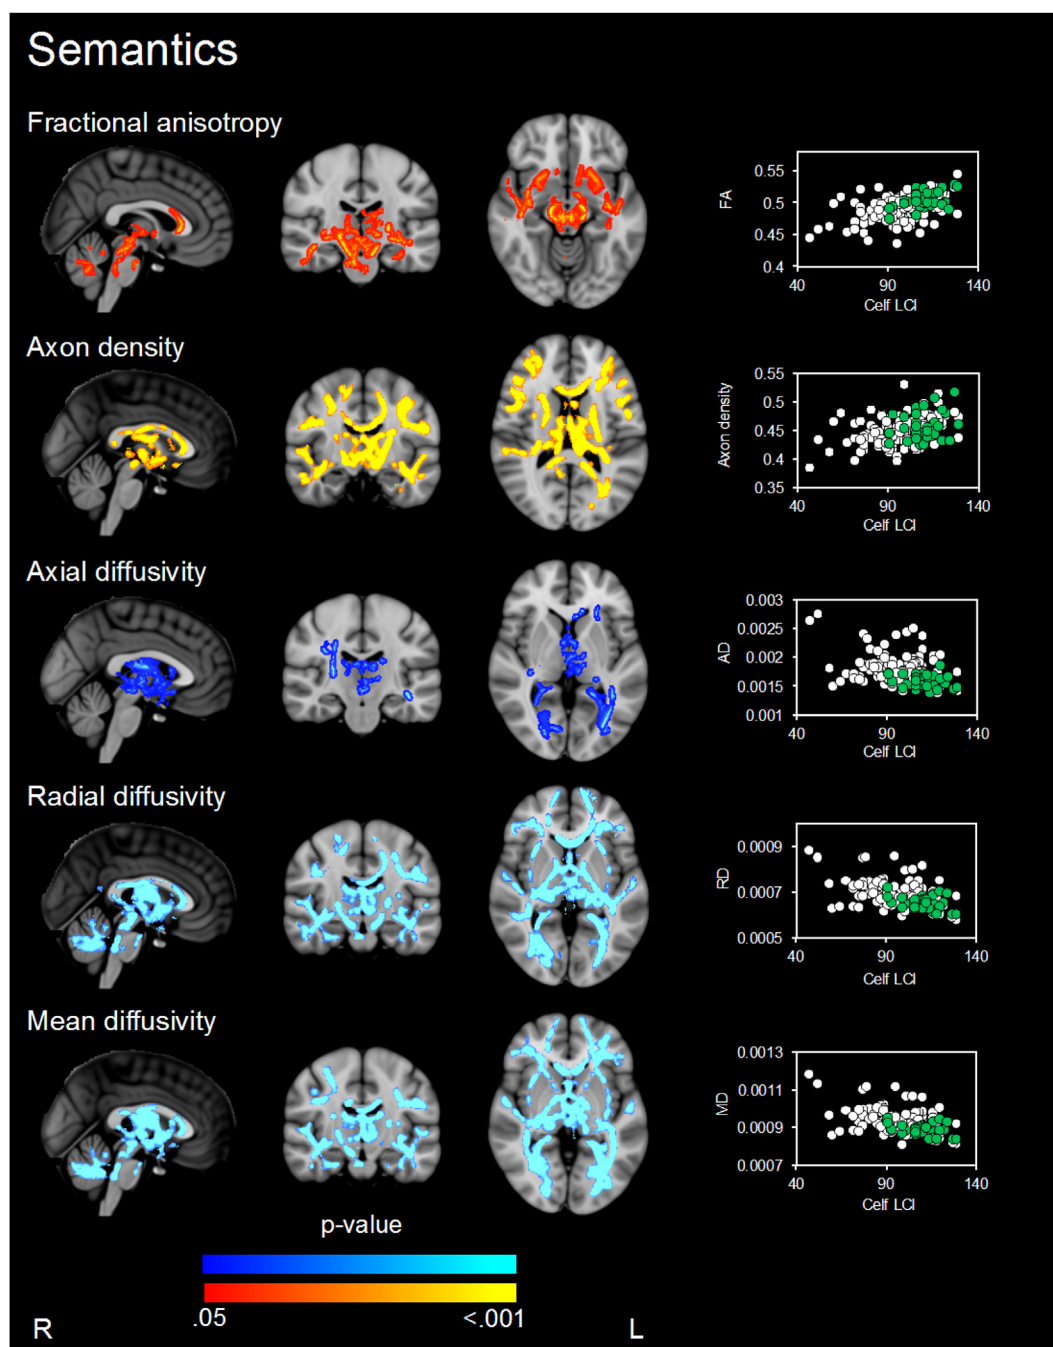 Semantics
Fractional anisotropy
FA
0.55
0.5
0.45
0.4
40 90 140
Celf LCI
Axon density
Axon density
0.55
0.5
0.45
0.4
0.35
40 90 140
Celf LCI
Axial diffusivity
AD
0.003
0.0025
0.002
0.0015
0.001
40 90 140
Celf LCI
Radial diffusivity
RD
0.0009
0.0007
0.0005
40 90 140
Celf LCI
Mean diffusivity
MD
0.0013
0.0011
0.0009
0.0007
40 90 140
Celf LCI
p-value
.05 <.001
R L